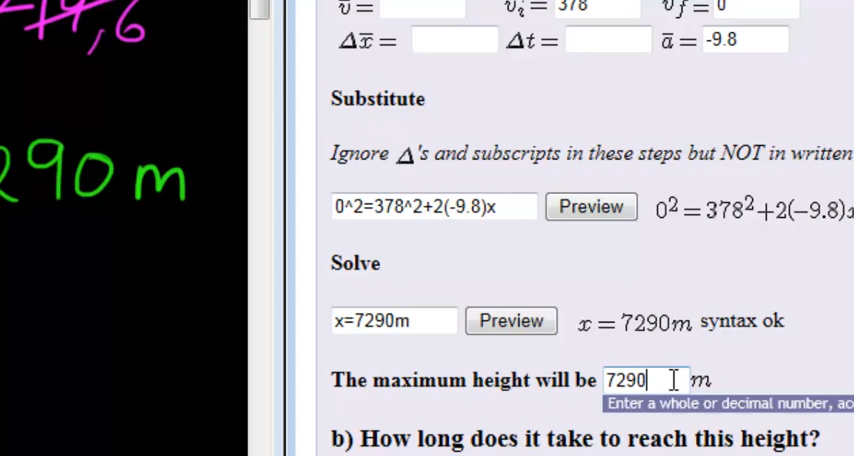 v̄ = vᵢ = 378 v_f = 0
,6
Δx̄ = Δt = ā = -9.8
Substitute
Ignore Δ's and subscripts in these steps but NOT in written
290 m
0^2=378^2+2(-9.8)x Preview 0² = 378²+2(−9.8)x
Solve
x=7290m Preview x = 7290m syntax ok
The maximum height will be 7290 m
Enter a whole or decimal number, ac
b) How long does it take to reach this height?